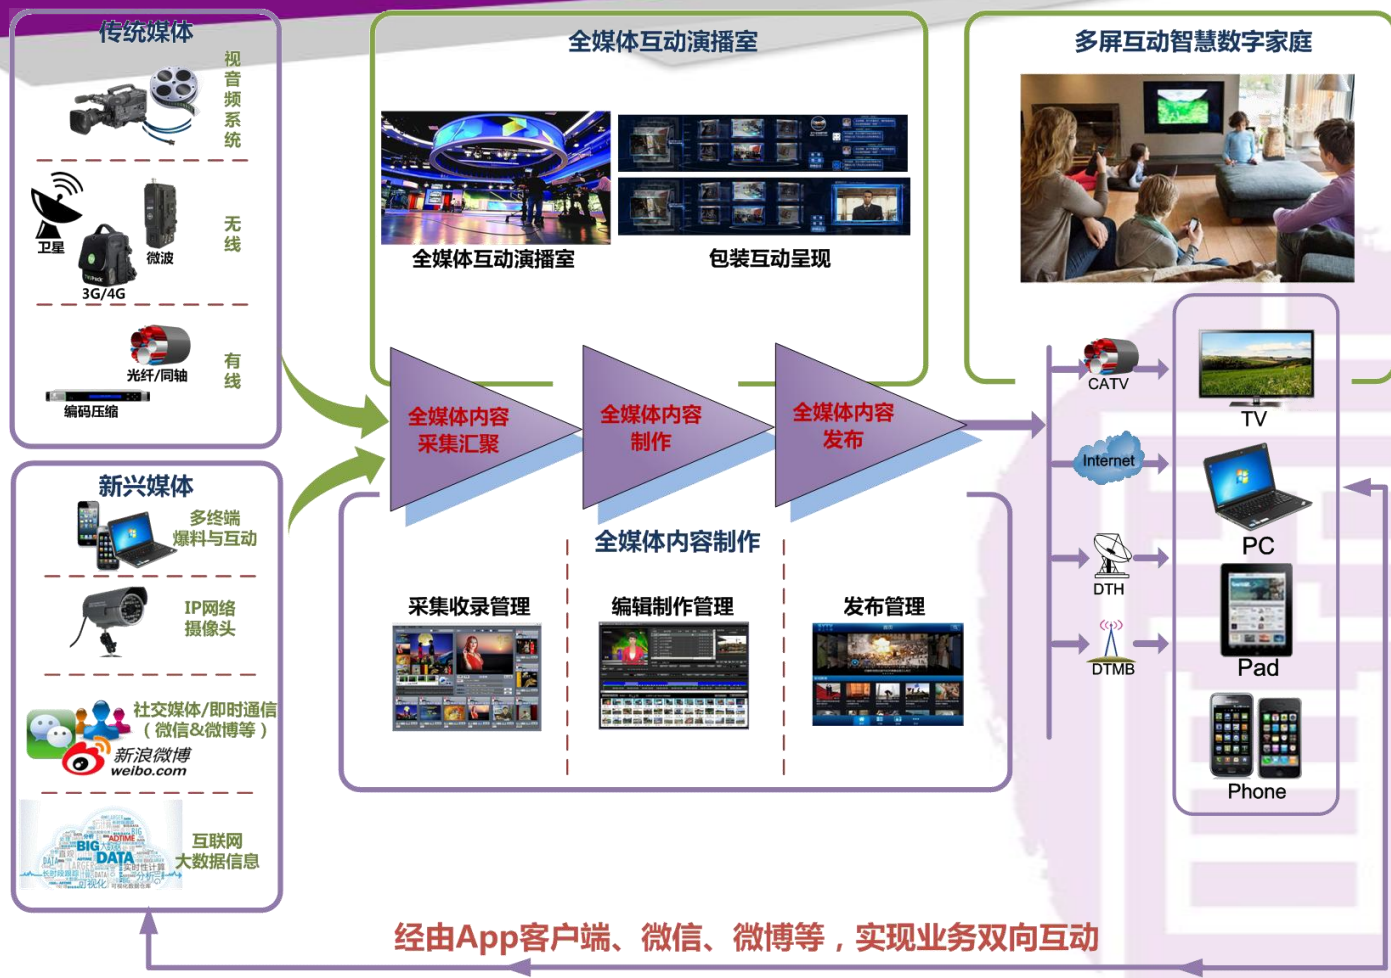 传统媒体
视
音
频
系
统
卫星
微波
3G/4G
无
线
光纤/同轴
编码压缩
有
线
新兴媒体
多终端
爆料与互动
IP网络
摄像头
社交媒体/即时通信
（微信&微博等）
新浪微博
weibo.com
BIG
DATA
ADTIME
互联网
大数据信息
全媒体互动演播室
全媒体互动演播室
包装互动呈现
全媒体内容
采集汇聚
全媒体内容
制作
全媒体内容
发布
全媒体内容制作
采集收录管理
编辑制作管理
发布管理
多屏互动智慧数字家庭
CATV
Internet
DTH
DTMB
TV
PC
Pad
Phone
经由App客户端、微信、微博等，实现业务双向互动